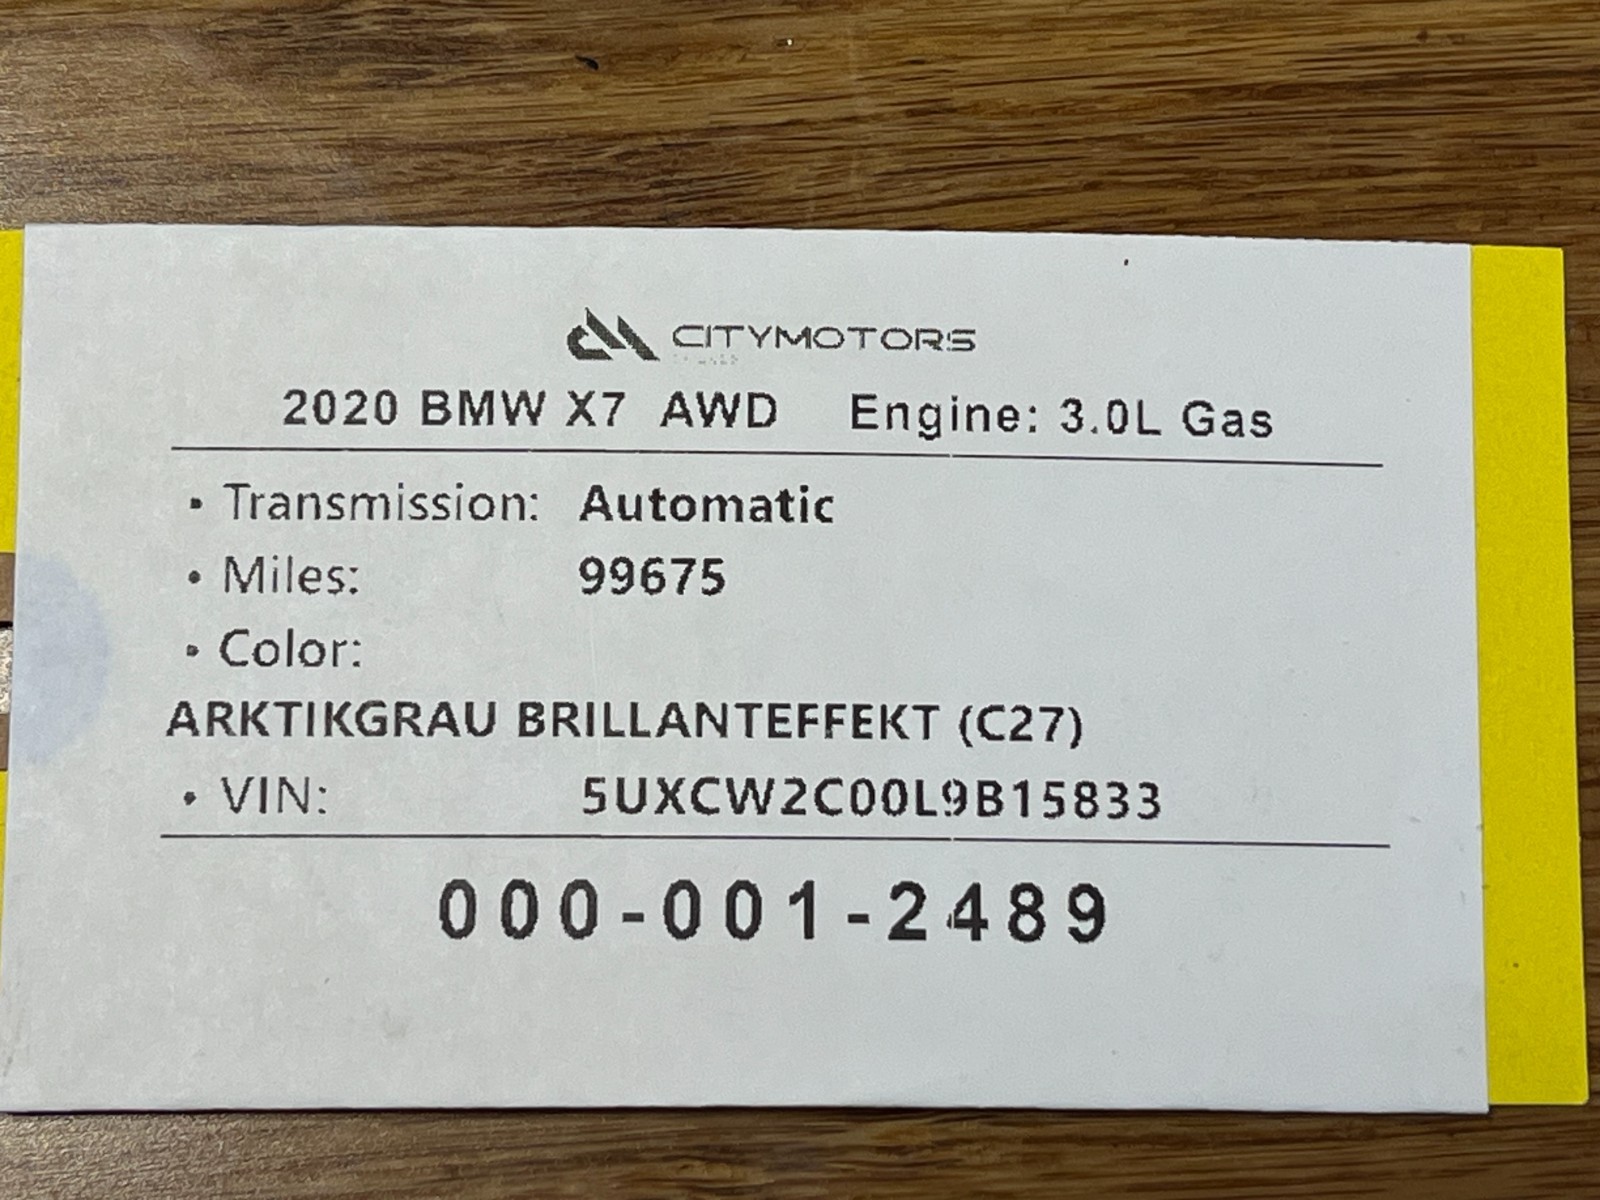 CITYMOTORS
2020 BMW X7 AWD Engine: 3.0L Gas
• Transmission: Automatic
• Miles: 99675
• Color:
ARKTIKGRAU BRILLANTEFFEKT (C27)
• VIN: 5UXCW2C00L9B15833
000-001-2489